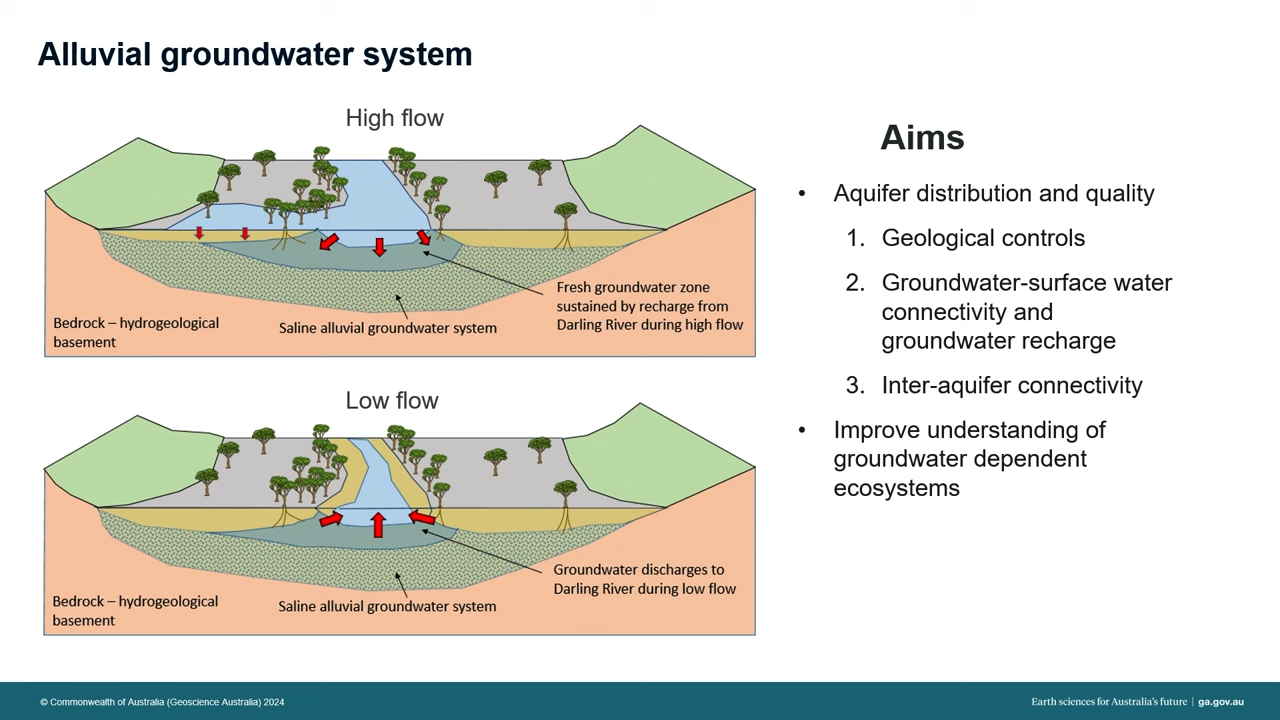 Alluvial groundwater system
High flow
Fresh groundwater zone
sustained by recharge from
Darling River during high flow
Bedrock – hydrogeological
basement
Saline alluvial groundwater system
Low flow
Groundwater discharges to
Darling River during low flow
Bedrock – hydrogeological
basement
Saline alluvial groundwater system
Aims
• Aquifer distribution and quality
1. Geological controls
2. Groundwater-surface water
connectivity and
groundwater recharge
3. Inter-aquifer connectivity
• Improve understanding of
groundwater dependent
ecosystems
© Commonwealth of Australia (Geoscience Australia) 2024
Earth sciences for Australia's future | ga.gov.au